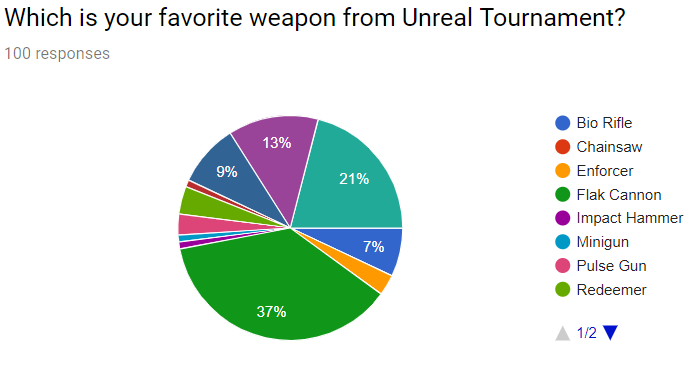 Which is your favorite weapon from Unreal Tournament?
100 responses
13%
21%
9%
7%
37%
Bio Rifle
Chainsaw
Enforcer
Flak Cannon
Impact Hammer
Minigun
Pulse Gun
Redeemer
1/2